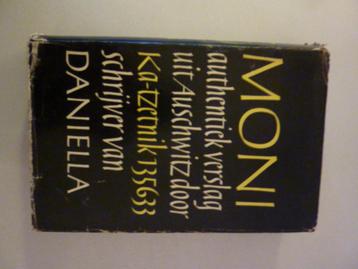 MONI
authentiek verslag
uit Auschwitz door
Ka-tzetnik 135633
schrijver van
DANIELLA